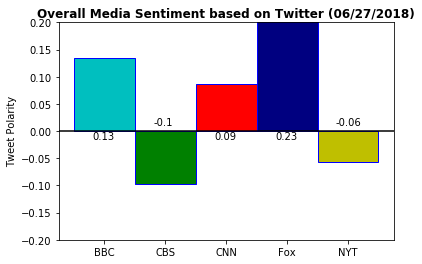 Overall Media Sentiment based on Twitter (06/27/2018)
Tweet Polarity
0.20
0.15
0.10
0.05
0.00
−0.05
−0.10
−0.15
−0.20
-0.1
-0.06
0.13
0.09
0.23
BBC
CBS
CNN
Fox
NYT